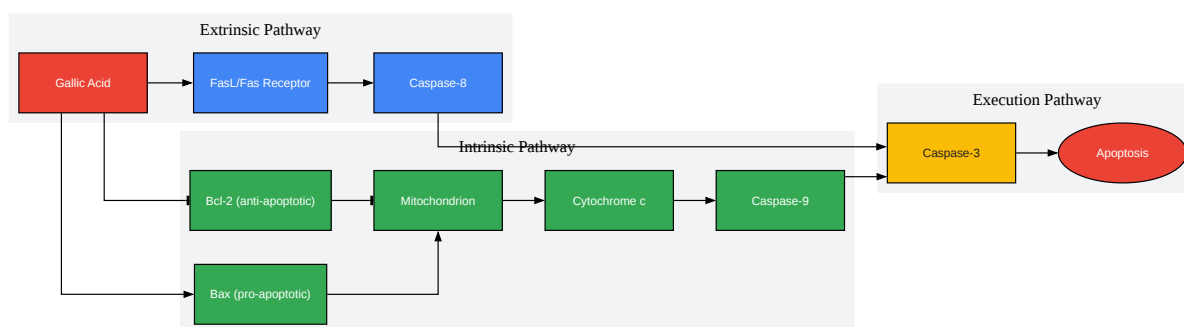 Extrinsic Pathway
Gallic Acid
FasL/Fas Receptor
Caspase-8
Execution Pathway
Caspase-3
Apoptosis
Intrinsic Pathway
Bcl-2 (anti-apoptotic)
Mitochondrion
Cytochrome c
Caspase-9
Bax (pro-apoptotic)